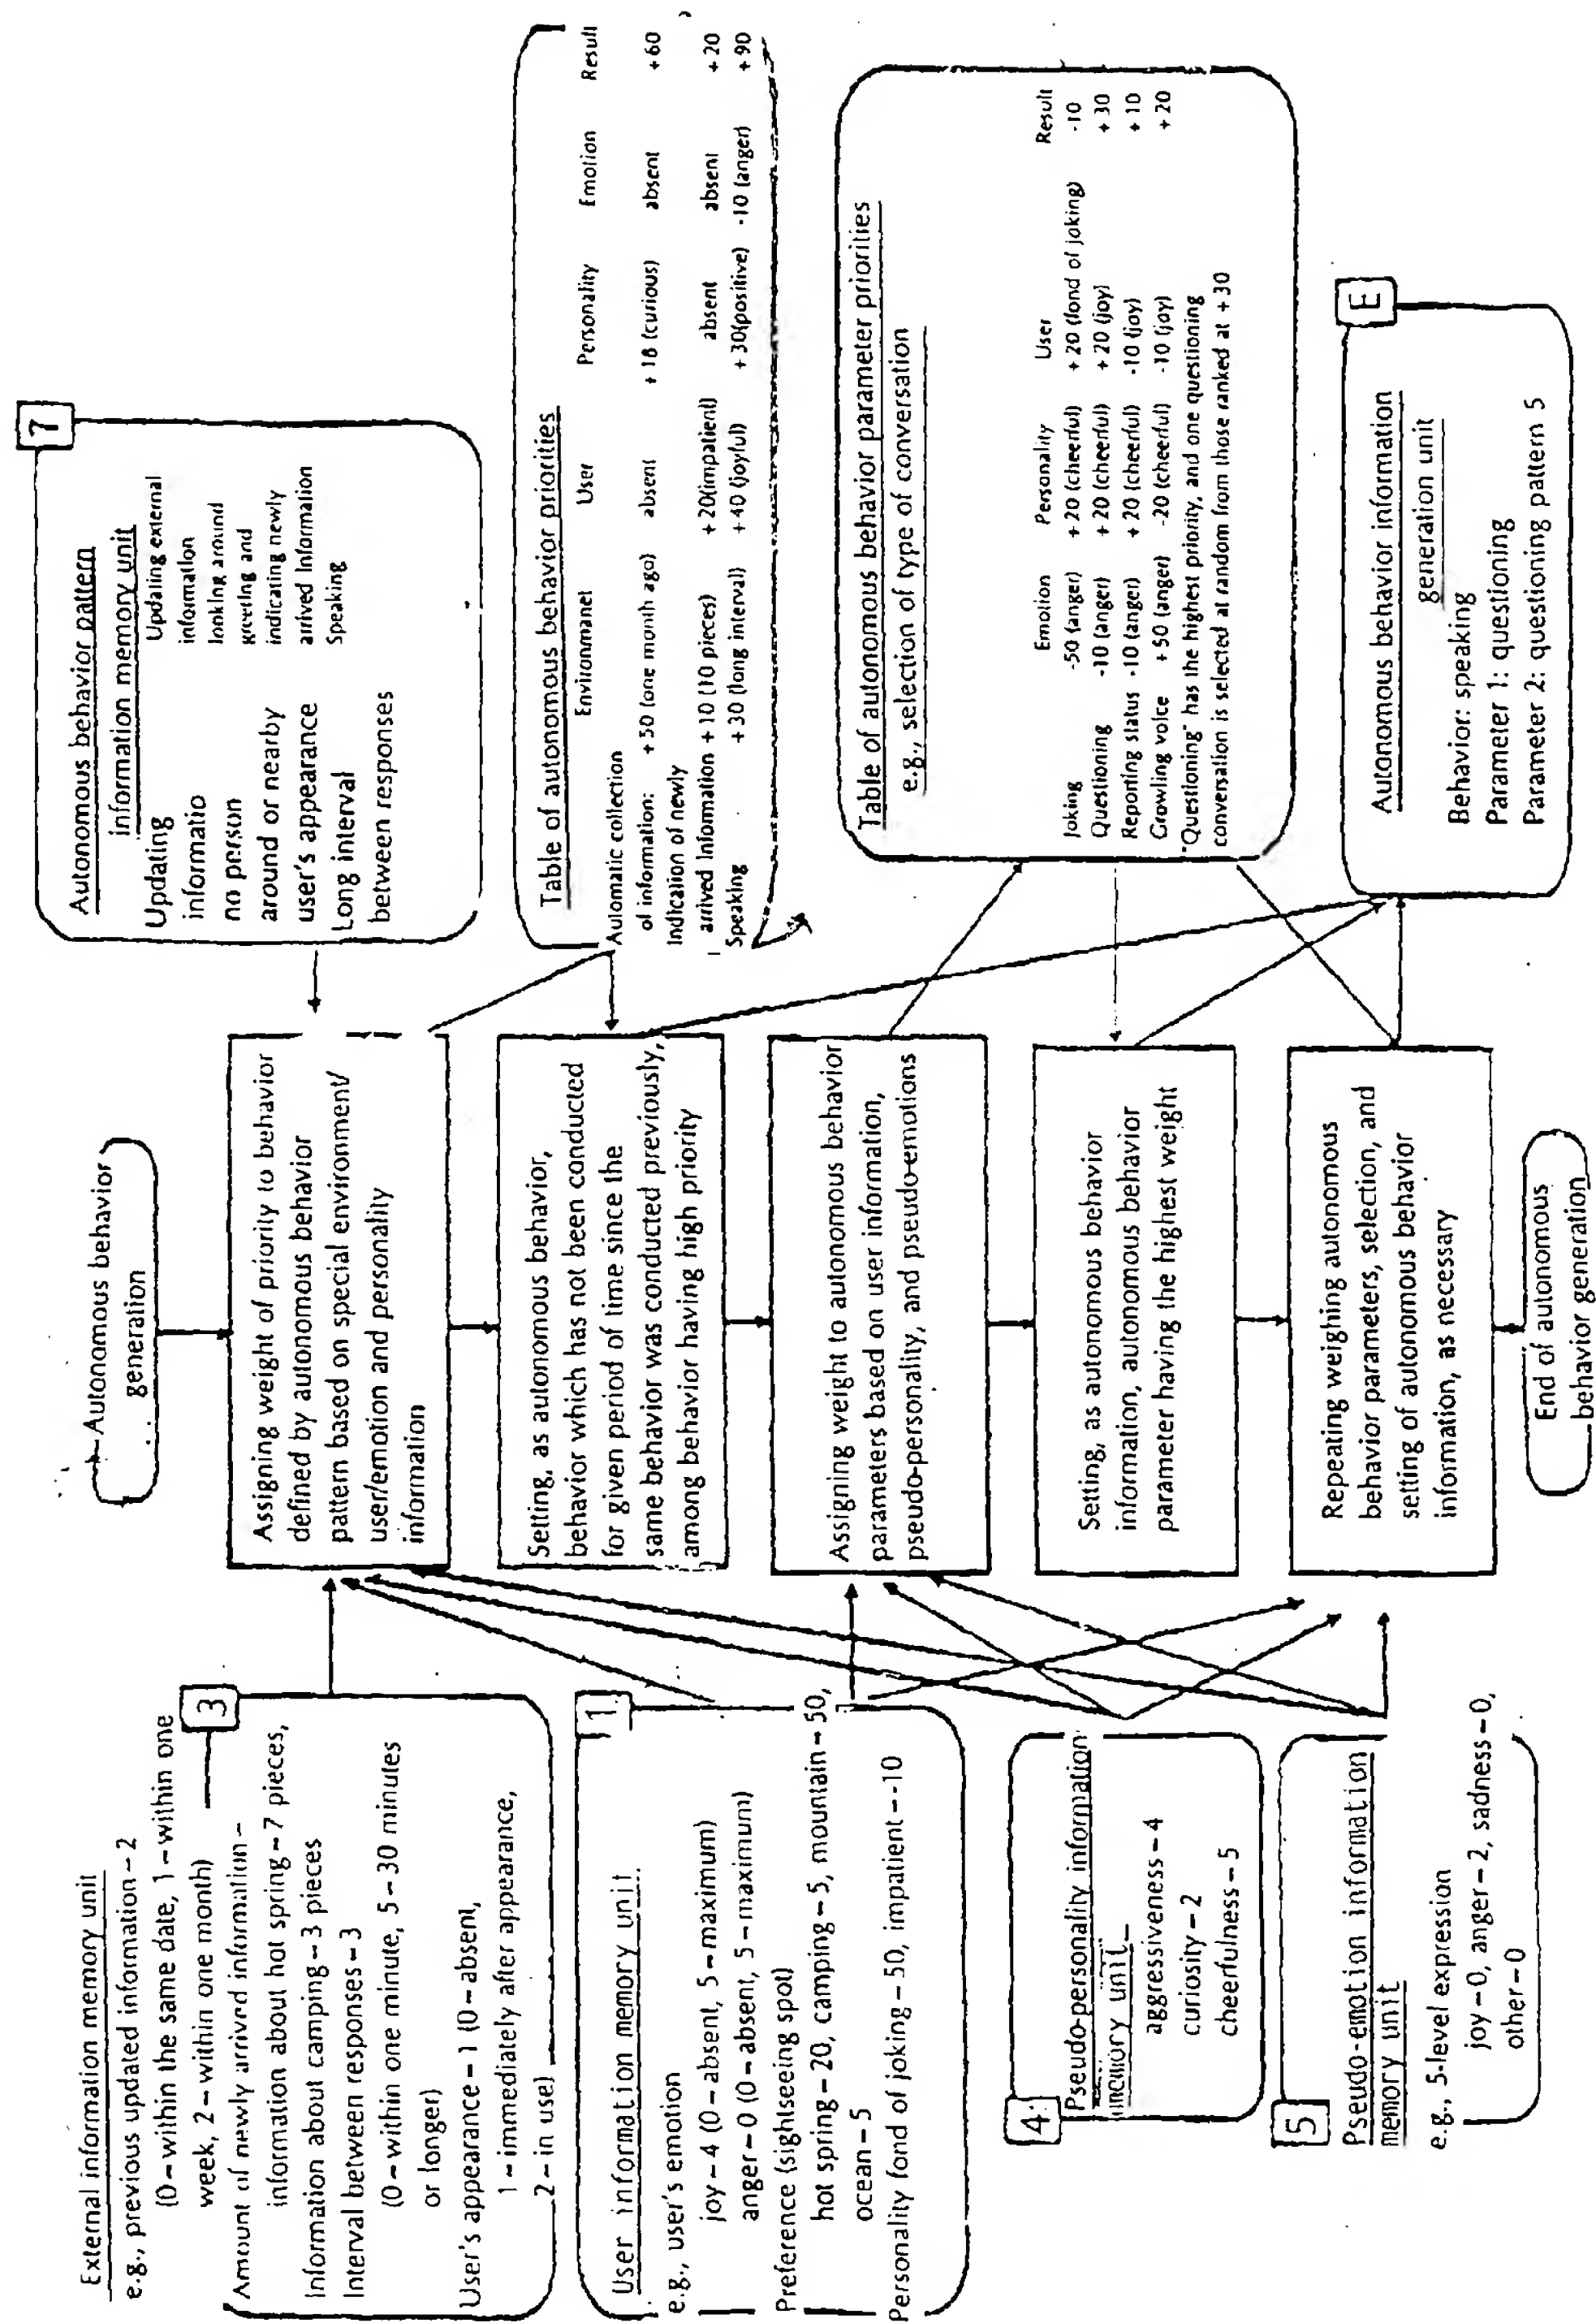 Autonomous behavior
generation
Assigning weight of priority to behavior
defined by autonomous behavior
pattern based on special environment/
user/emotion and personality
information
Setting, as autonomous behavior,
behavior which has not been conducted
for given period of time since the
same behavior was conducted previously,
among behavior having high priority
Assigning weight to autonomous behavior
parameters based on user information,
pseudo-personality, and pseudo-emotions
Setting, as autonomous behavior
information, autonomous behavior
parameter having the highest weight
Repeating weighing autonomous
behavior parameters, selection, and
setting of autonomous behavior
information, as necessary
End of autonomous
behavior generation
External information memory unit
e.g., previous updated information – 2
(0 – within the same date, 1 – within one
week, 2 – within one month)
3
Amount of newly arrived information –
information about hot spring – 7 pieces,
Information about camping – 3 pieces
Interval between responses – 3
(0 – within one minute, 5 – 30 minutes
or longer)
User's appearance – 1 (0 – absent,
1 – immediately after appearance,
2 – in use)
1
User information memory unit
e.g., user's emotion
joy – 4 (0 – absent, 5 – maximum)
anger – 0 (0 – absent, 5 – maximum)
Preference (sightseeing spot)
hot spring – 20, camping – 5, mountain – 50,
ocean – 5
Personality fond of joking – 50, impatient – -10
4
Pseudo-personality information
memory unit
aggressiveness – 4
curiosity – 2
cheerfulness – 5
5
Pseudo-emotion information
memory unit
e.g., 5-level expression
joy – 0, anger – 2, sadness – 0,
other – 0
7
Autonomous behavior pattern
information memory unit
Updating Updating external
informatio information
no person looking around
around or nearby greeting and
user's appearance indicating newly
Long interval arrived Information
between responses Speaking
Table of autonomous behavior priorities
Environmanet User Personality Emotion Result
Automatic collection
of information: +50 (one month ago) absent +18 (curious) absent +60
Indication of newly
arrived Information +10 (10 pieces) +20(impatient) absent absent +20
Speaking +30 (long interval) +40 (joyful) +30(positive) -10 (anger) +90
Table of autonomous behavior parameter priorities
e.g., selection of type of conversation
Emotion Personality User Result
Joking -50 (anger) +20 (cheerful) +20 (fond of joking) -10
Questioning -10 (anger) +20 (cheerful) +20 (joy) +30
Reporting status -10 (anger) +20 (cheerful) -10 (joy) +10
Growling voice +50 (anger) -20 (cheerful) -10 (joy) +20
"Questioning" has the highest priority, and one questioning
conversation is selected at random from those ranked at +30
E
Autonomous behavior information
generation unit
Behavior: speaking
Parameter 1: questioning
Parameter 2: questioning pattern 5